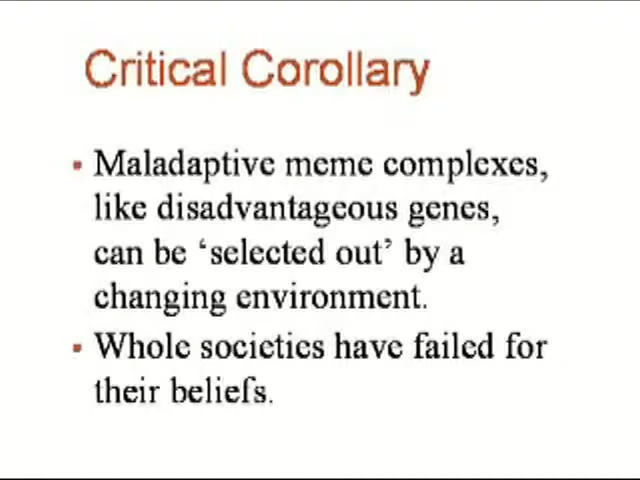 Critical Corollary
▪ Maladaptive meme complexes,
like disadvantageous genes,
can be ‘selected out’ by a
changing environment.
▪ Whole societies have failed for
their beliefs.